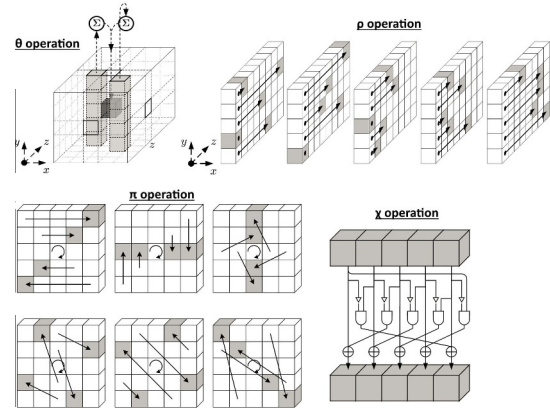 θ operation
Σ
Σ
y
z
x
z
ρ operation
y
z
x
π operation
χ operation